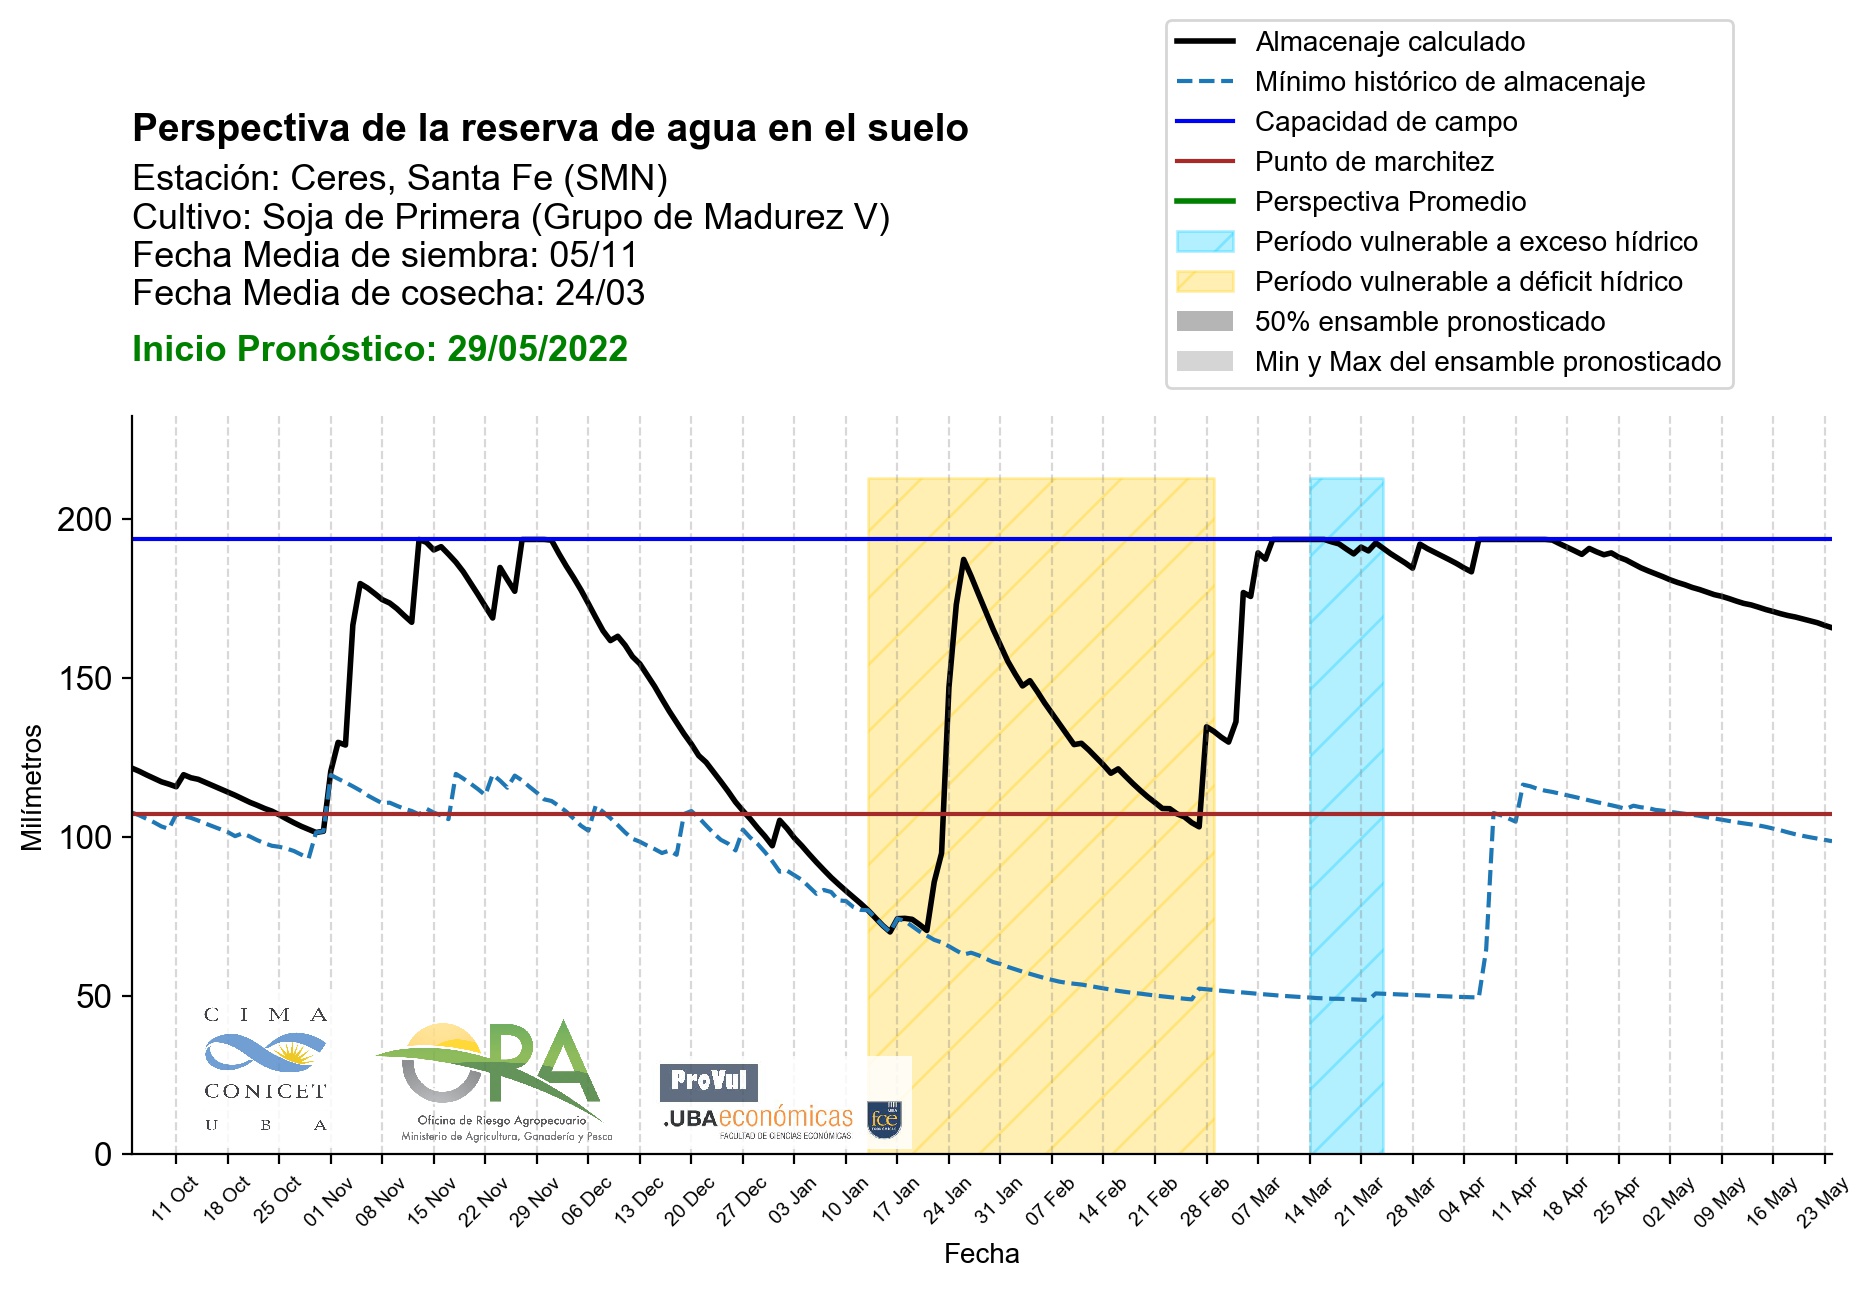 Almacenaje calculado
Mínimo histórico de almacenaje
Capacidad de campo
Punto de marchitez
Perspectiva Promedio
Período vulnerable a exceso hídrico
Período vulnerable a déficit hídrico
50% ensamble pronosticado
Min y Max del ensamble pronosticado
Perspectiva de la reserva de agua en el suelo
Estación: Ceres, Santa Fe (SMN)
Cultivo: Soja de Primera (Grupo de Madurez V)
Fecha Media de siembra: 05/11
Fecha Media de cosecha: 24/03
Inicio Pronóstico: 29/05/2022
Milímetros
200
150
100
50
0
CIMA
CONICET
UBA
ORA
Oficina de Riesgo Agropecuario
Ministerio de Agricultura, Ganadería y Pesca
ProVul
.UBAeconómicas
FACULTAD DE CIENCIAS ECONÓMICAS
UBA
fce
ECONÓMICAS
11 Oct
18 Oct
25 Oct
01 Nov
08 Nov
15 Nov
22 Nov
29 Nov
06 Dec
13 Dec
20 Dec
27 Dec
03 Jan
10 Jan
17 Jan
24 Jan
31 Jan
07 Feb
14 Feb
21 Feb
28 Feb
07 Mar
14 Mar
21 Mar
28 Mar
04 Apr
11 Apr
18 Apr
25 Apr
02 May
09 May
16 May
23 May
Fecha